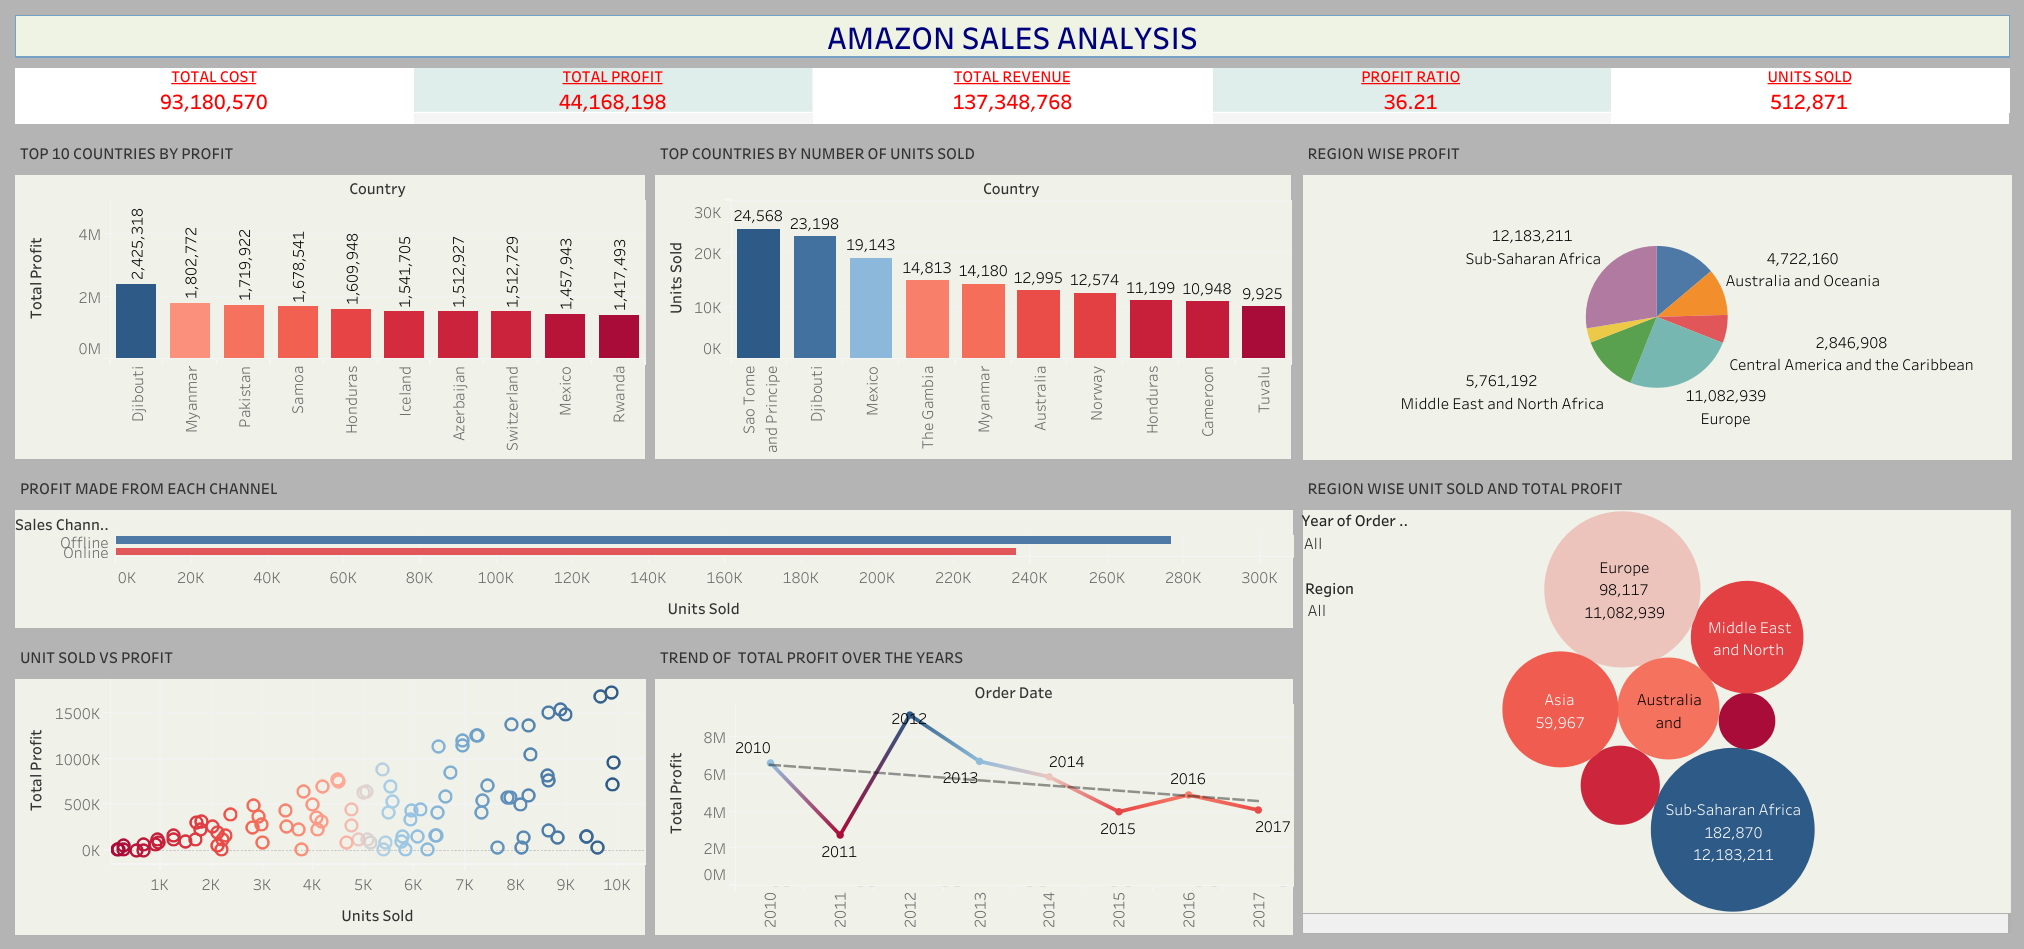 AMAZON SALES ANALYSIS
TOTAL COST
93,180,570
TOTAL PROFIT
44,168,198
TOTAL REVENUE
137,348,768
PROFIT RATIO
36.21
UNITS SOLD
512,871
TOP 10 COUNTRIES BY PROFIT
Country
Total Profit
4M
2M
0M
2,425,318
1,802,772
1,719,922
1,678,541
1,609,948
1,541,705
1,512,927
1,512,729
1,457,943
1,417,493
Djibouti
Myanmar
Pakistan
Samoa
Honduras
Iceland
Azerbaijan
Switzerland
Mexico
Rwanda
TOP COUNTRIES BY NUMBER OF UNITS SOLD
Country
Units Sold
30K
20K
10K
0K
24,568
23,198
19,143
14,813
14,180
12,995
12,574
11,199
10,948
9,925
Sao Tome
and Principe
Djibouti
Mexico
The Gambia
Myanmar
Australia
Norway
Honduras
Cameroon
Tuvalu
REGION WISE PROFIT
12,183,211
Sub-Saharan Africa
4,722,160
Australia and Oceania
2,846,908
Central America and the Caribbean
5,761,192
Middle East and North Africa
11,082,939
Europe
PROFIT MADE FROM EACH CHANNEL
Sales Chann..
Offline
Online
0K 20K 40K 60K 80K 100K 120K 140K 160K 180K 200K 220K 240K 260K 280K 300K
Units Sold
REGION WISE UNIT SOLD AND TOTAL PROFIT
Year of Order ..
All
Region
All
Europe
98,117
11,082,939
Middle East
and North
Asia
59,967
Australia
and
Sub-Saharan Africa
182,870
12,183,211
UNIT SOLD VS PROFIT
Total Profit
1500K
1000K
500K
0K
1K 2K 3K 4K 5K 6K 7K 8K 9K 10K
Units Sold
TREND OF TOTAL PROFIT OVER THE YEARS
Order Date
Total Profit
8M
6M
4M
2M
0M
2010
2011
2012
2013
2014
2015
2016
2017
2010
2011
2012
2013
2014
2015
2016
2017